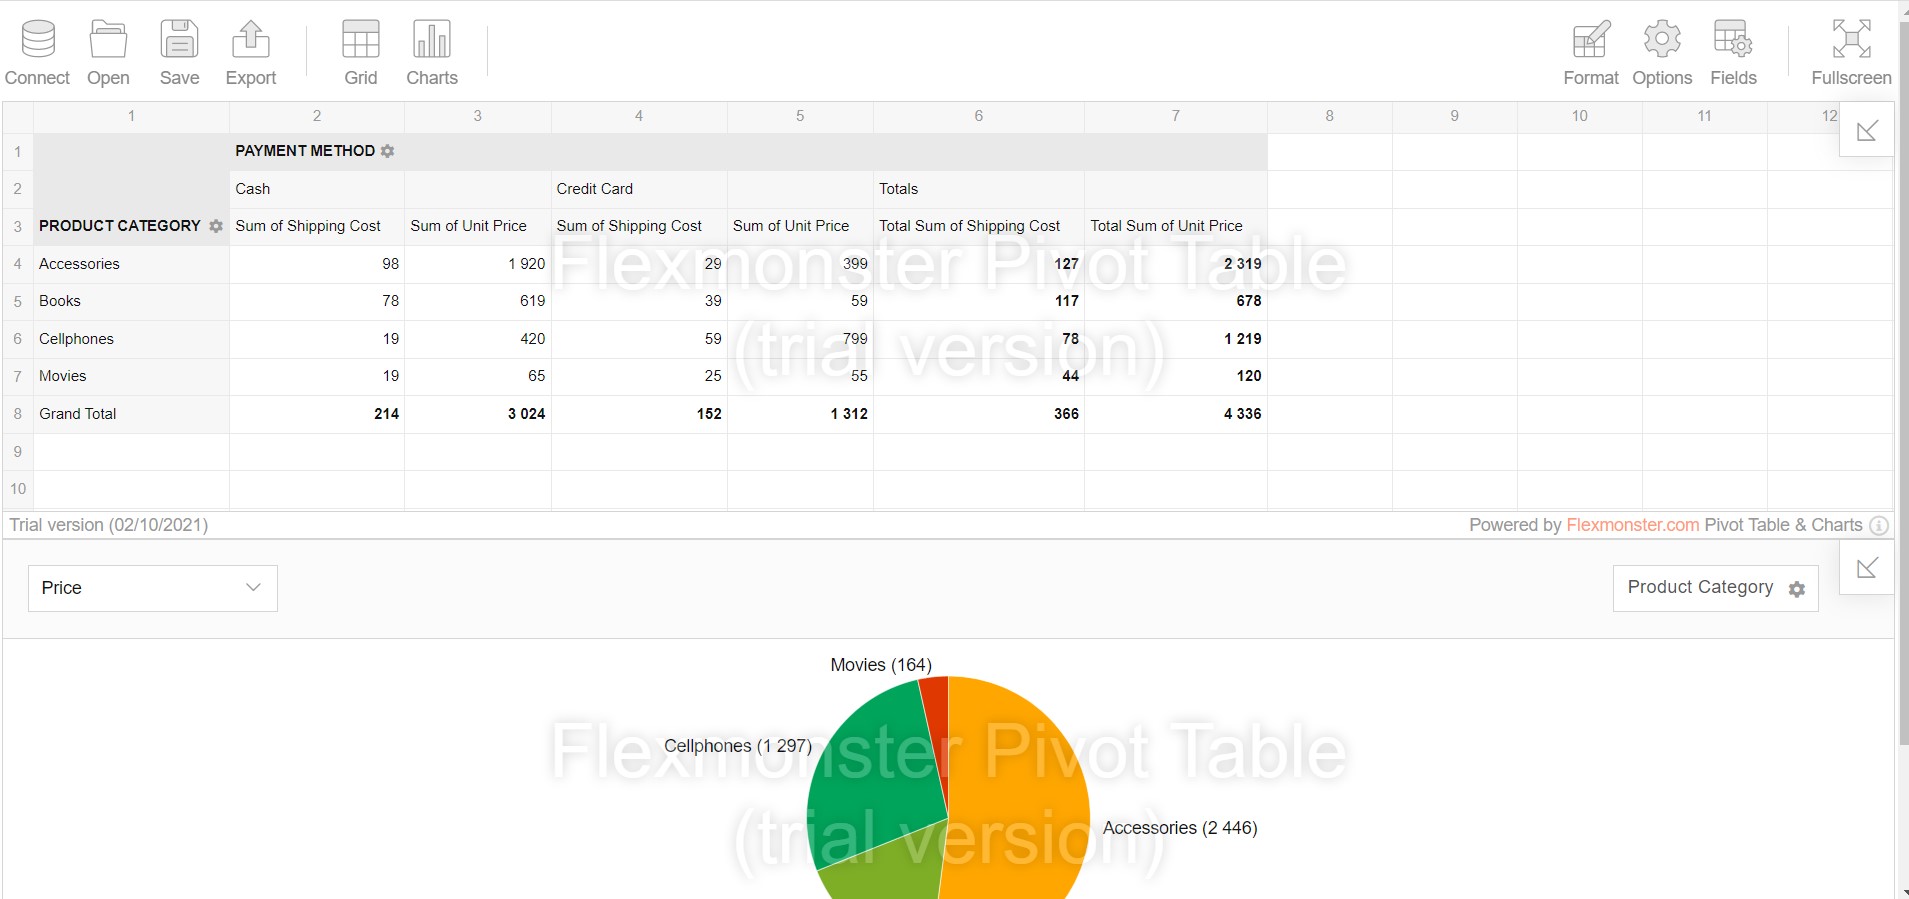 Connect Open Save Export Grid Charts Format Options Fields Fullscreen
1 2 3 4 5 6 7 8 9 10 11 12
1 PAYMENT METHOD
2 Cash Credit Card Totals
3 PRODUCT CATEGORY Sum of Shipping Cost Sum of Unit Price Sum of Shipping Cost Sum of Unit Price Total Sum of Shipping Cost Total Sum of Unit Price
4 Accessories 98 1 920 29 399 127 2 319
5 Books 78 619 39 59 117 678
6 Cellphones 19 420 59 799 78 1 219
7 Movies 19 65 25 55 44 120
8 Grand Total 214 3 024 152 1 312 366 4 336
9
10
Flexmonster Pivot Table
(trial version)
Trial version (02/10/2021) Powered by Flexmonster.com Pivot Table & Charts
Price Product Category
Movies (164)
Cellphones (1 297)
Accessories (2 446)
Flexmonster Pivot Table
(trial version)